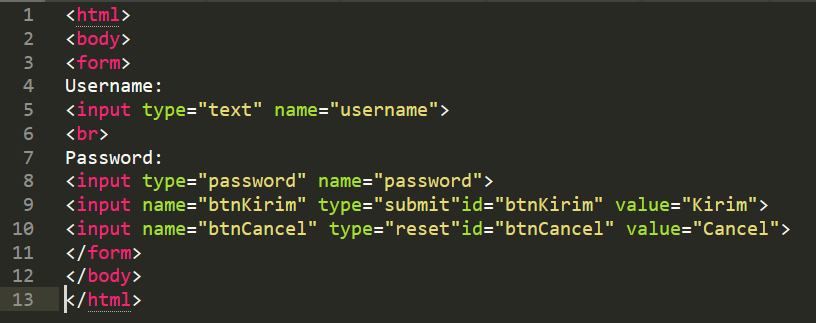 1 <html>
2 <body>
3 <form>
4 Username:
5 <input type="text" name="username">
6 <br>
7 Password:
8 <input type="password" name="password">
9 <input name="btnKirim" type="submit"id="btnKirim" value="Kirim">
10 <input name="btnCancel" type="reset"id="btnCancel" value="Cancel">
11 </form>
12 </body>
13 </html>